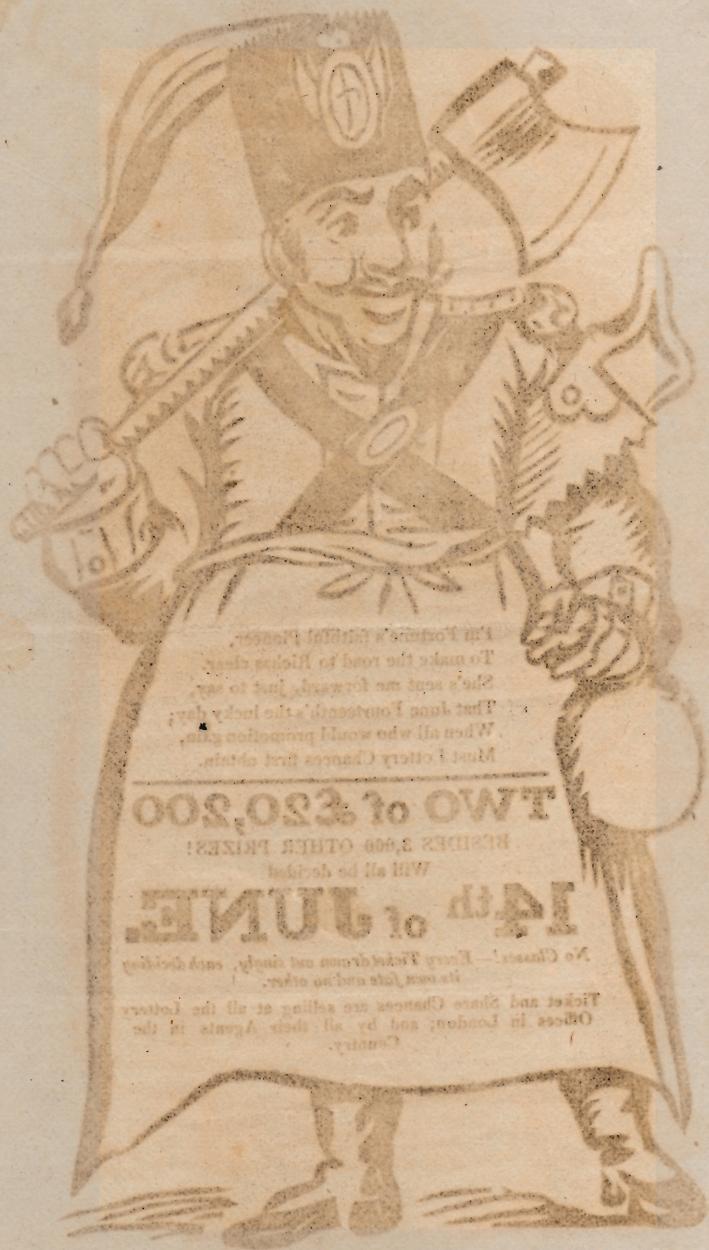 I'm Fortune's faithful Pioneer,
To make the road to Riches clear,
She's sent me forward, just to say,
That June Fourteenth's the lucky day;
When all who would promotion gain,
Must Lottery Chances first obtain.
TWO of £20,200
BESIDES 3,000 OTHER PRIZES!
Will all be decided
14th of JUNE
No Classes!—Every Ticket drawn out singly, each deciding
its own fate and no other.
Ticket and Share Chances are selling at all the Lottery
Offices in London; and by all their Agents in the
Country.